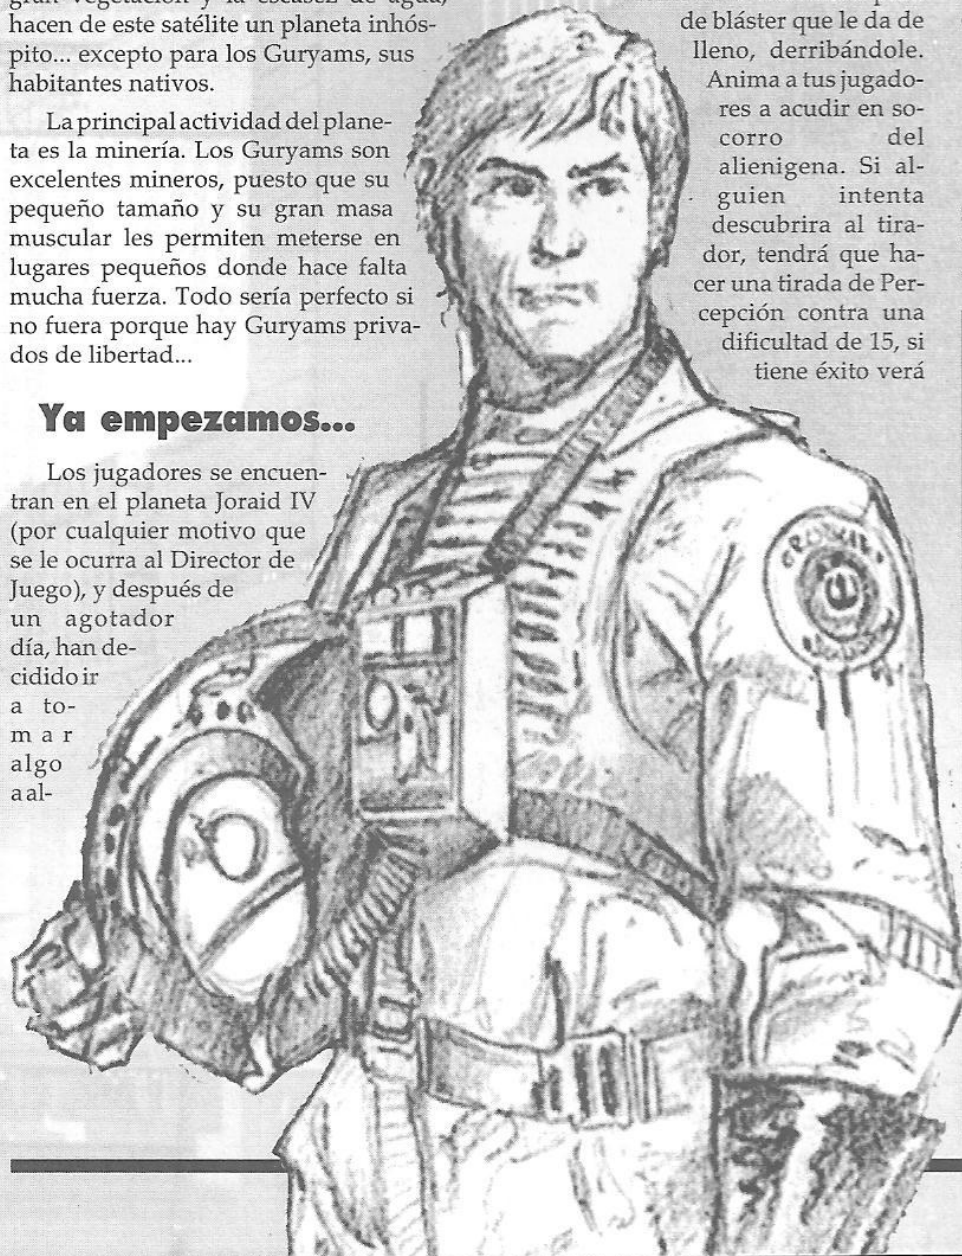 gran vegetación y la escasez de agua,
hacen de este satélite un planeta inhós-
pito... excepto para los Guryams, sus
habitantes nativos.
La principal actividad del plane-
ta es la minería. Los Guryams son
excelentes mineros, puesto que su
pequeño tamaño y su gran masa
muscular les permiten meterse en
lugares pequeños donde hace falta
mucha fuerza. Todo sería perfecto si
no fuera porque hay Guryams priva-
dos de libertad...
Ya empezamos...
Los jugadores se encuen-
tran en el planeta Joraid IV
(por cualquier motivo que
se le ocurra al Director de
Juego), y después de
un agotador
día, han de-
cidido ir
a to-
mar
algo
a al-
de bláster que le da de
lleno, derribándole.
Anima a tus jugado-
res a acudir en so-
corro del
alienigena. Si al-
guien intenta
descubrira al tira-
dor, tendrá que ha-
cer una tirada de Per-
cepción contra una
dificultad de 15, si
tiene éxito verá